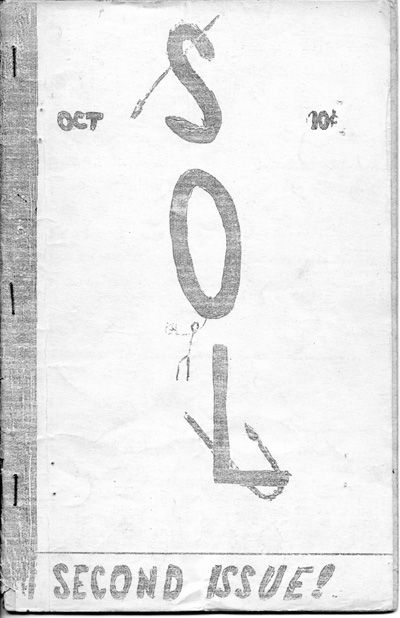 SOL
OCT 10¢
SECOND ISSUE!